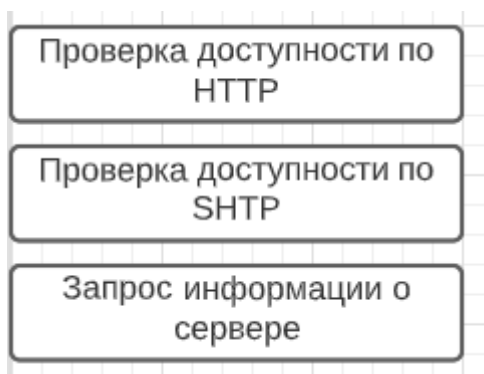 Проверка доступности по
HTTP
Проверка доступности по
SHTP
Запрос информации о
сервере